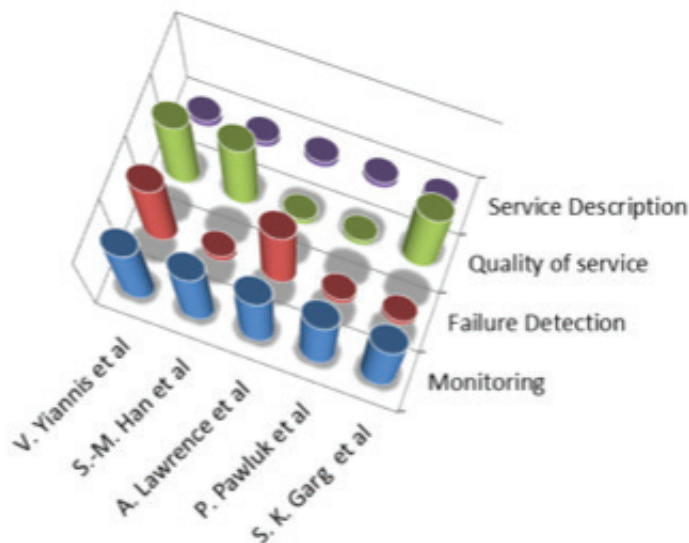 Service Description
Quality of service
Failure Detection
Monitoring
V. Yiannis et al
S.-M. Han et al
A. Lawrence et al
P. Pawluk et al
S. K. Garg et al